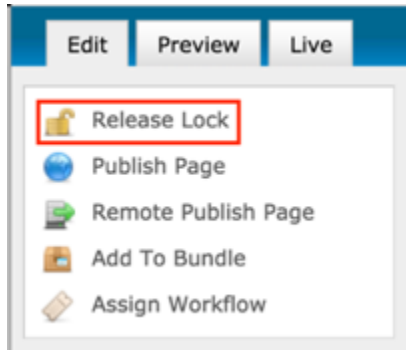 Edit Preview Live
Release Lock
Publish Page
Remote Publish Page
Add To Bundle
Assign Workflow